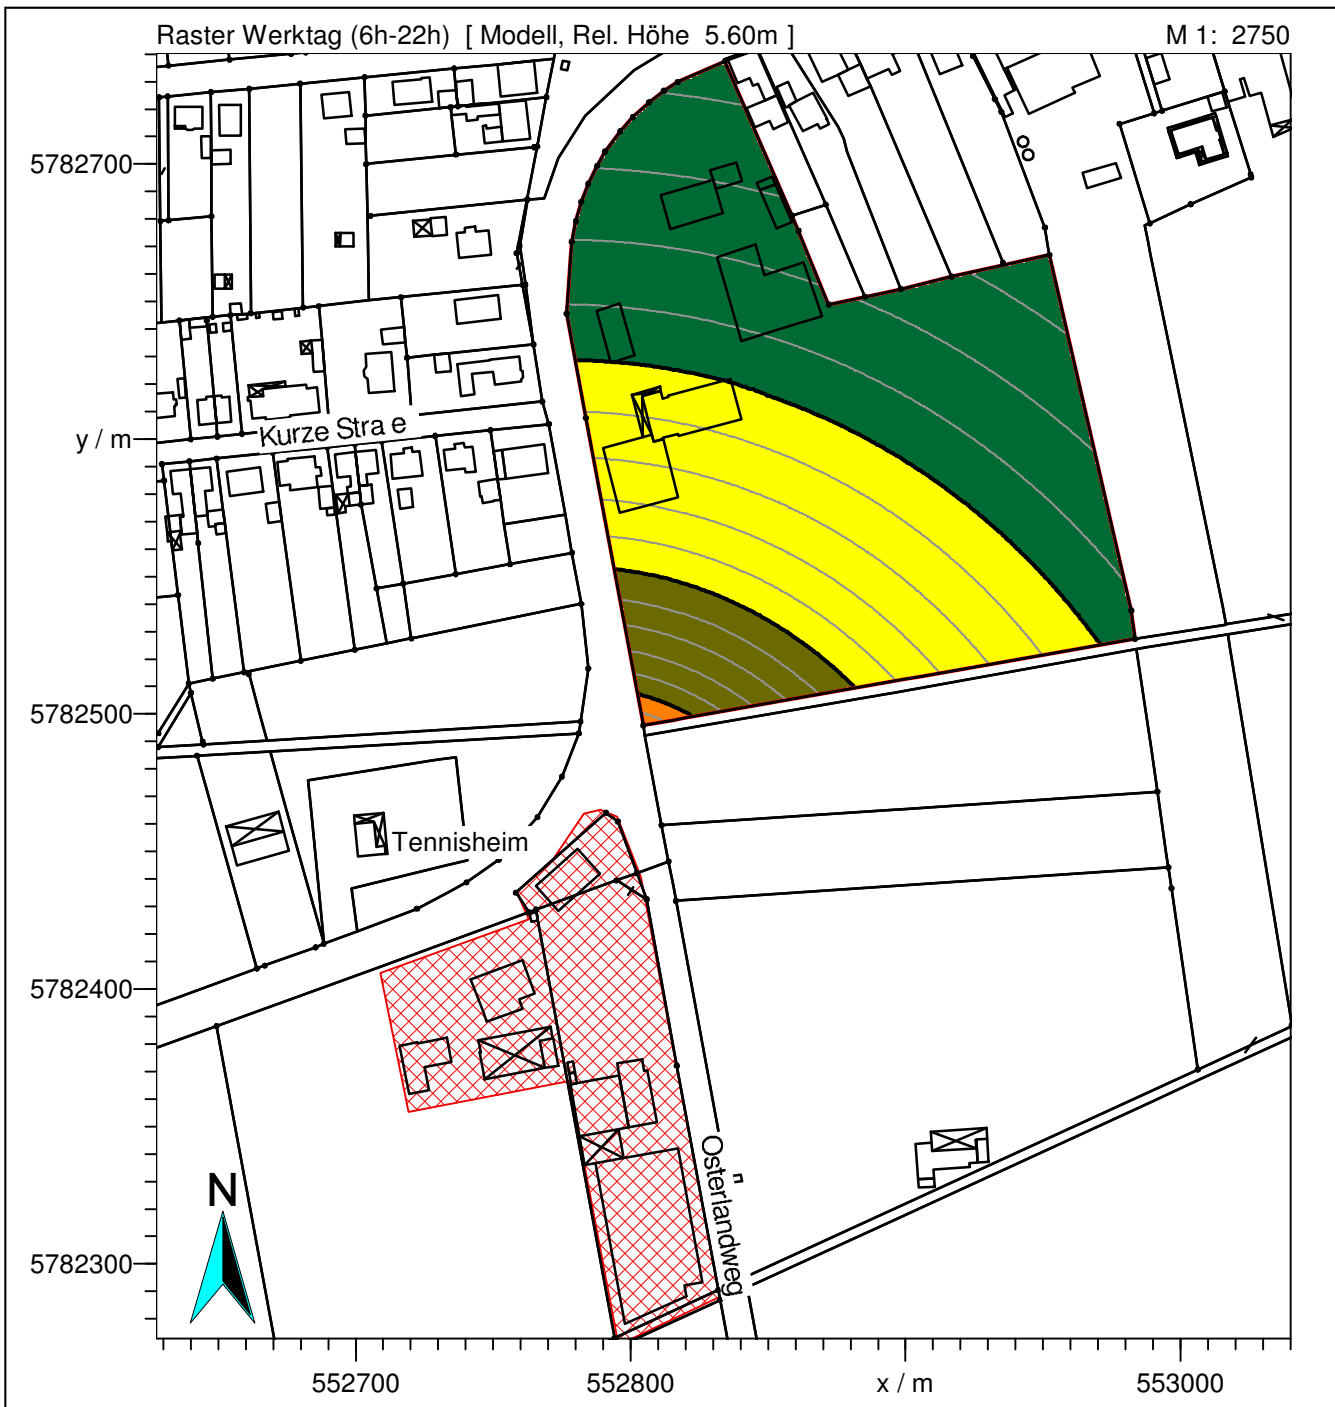 Raster Werktag (6h-22h) [ Modell, Rel. Höhe 5.60m ] M 1: 2750
5782700
y / m
Kurze Stra e
5782500
Tennisheim
5782400
Osterlandweg
N
5782300
552700 552800 x / m 553000